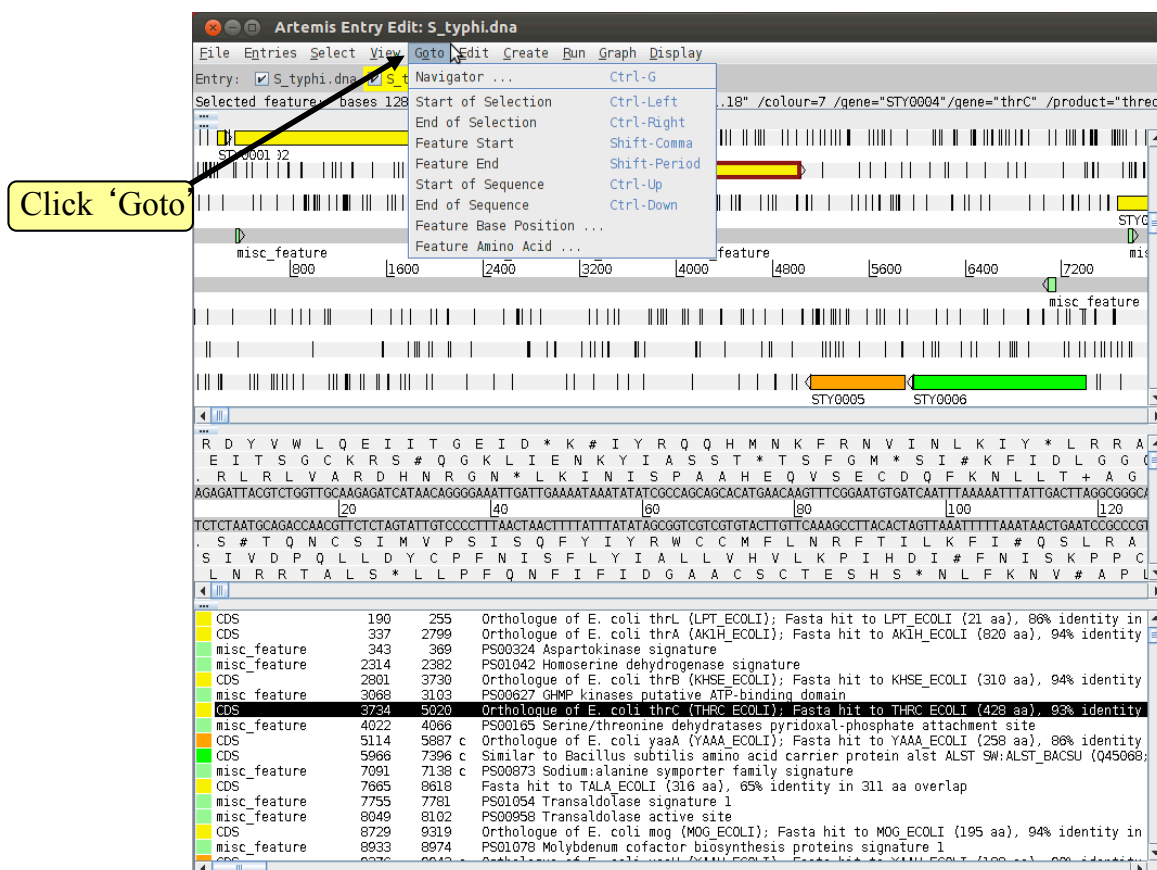 Artemis Entry Edit: S_typhi.dna
File Entries Select View Goto Edit Create Run Graph Display
Entry: S_typhi.dna S_t
Navigator ... Ctrl-G
Selected feature: bases 128 .18" /colour=7 /gene="STY0004"/gene="thrC" /product="threo
Start of Selection Ctrl-Left
End of Selection Ctrl-Right
Feature Start Shift-Comma
STY0001 02
Feature End Shift-Period
Start of Sequence Ctrl-Up
Click ‘Goto’
End of Sequence Ctrl-Down
Feature Base Position ...
STY0
Feature Amino Acid ...
misc_feature feature mis
800 1600 2400 3200 4000 4800 5600 6400 7200
misc_feature
STY0005 STY0006
R D Y V W L Q E I I T G E I D * K # I Y R Q Q H M N K F R N V I N L K I Y * L R R A
E I T S G C K R S # Q G K L I E N K Y I A S S T * T S F G M * S I # K F I D L G G
. R L R L V A R D H N R G N * L K I N I S P A A H E Q V S E C D Q F K N L L T + A G
AGAGATTACGTCTGGTTGCAAGAGATCATAACAGGGGAAATTGATTGAAAATAAATATATCGCCAGCAGCACATGAACAAGTTTCGGAATGTGATCAATTTAAAAATTTATTGACTTAGGCGGGCA
20 40 60 80 100 120
TCTCTAATGCAGACCAACGTTCTCTAGTATTGTCCCCTTTAACTAACTTTTATTTATATAGCGGTCGTCGTGTACTTGTTCAAAGCCTTACACTAGTTAAATTTTTAAATAACTGAATCCGCCCGT
. S # T Q N C S I M V P S I S Q F Y I Y R W C C M F L N R F T I L K F I # Q S L R A
S I V D P Q L L D Y C P F N I S F L Y I A L L V H V L K P I H D I # F N I S K P P C
L N R R T A L S * L L P F Q N F I F I D G A A C S C T E S H S * N L F K N V # A P L
CDS 190 255 Orthologue of E. coli thrL (LPT_ECOLI); Fasta hit to LPT_ECOLI (21 aa), 86% identity in
CDS 337 2799 Orthologue of E. coli thrA (AK1H_ECOLI); Fasta hit to AK1H_ECOLI (820 aa), 94% identity
misc_feature 343 369 PS00324 Aspartokinase signature
misc_feature 2314 2382 PS01042 Homoserine dehydrogenase signature
CDS 2801 3730 Orthologue of E. coli thrB (KHSE_ECOLI); Fasta hit to KHSE_ECOLI (310 aa), 94% identity
misc_feature 3068 3103 PS00627 GHMP kinases putative ATP-binding domain
CDS 3734 5020 Orthologue of E. coli thrC (THRC_ECOLI); Fasta hit to THRC_ECOLI (428 aa), 93% identity
misc_feature 4022 4066 PS00165 Serine/threonine dehydratases pyridoxal-phosphate attachment site
CDS 5114 5887 c Orthologue of E. coli yaaA (YAAA_ECOLI); Fasta hit to YAAA_ECOLI (258 aa), 86% identity
CDS 5966 7396 c Similar to Bacillus subtilis amino acid carrier protein alst ALST SW:ALST_BACSU (Q45068;
misc_feature 7091 7138 c PS00873 Sodium:alanine symporter family signature
CDS 7665 8618 Fasta hit to TALA_ECOLI (316 aa), 65% identity in 311 aa overlap
misc_feature 7755 7781 PS01054 Transaldolase signature 1
misc_feature 8049 8102 PS00958 Transaldolase active site
CDS 8729 9319 Orthologue of E. coli mog (MOG_ECOLI); Fasta hit to MOG_ECOLI (195 aa), 94% identity in
misc_feature 8933 8974 PS01078 Molybdenum cofactor biosynthesis proteins signature 1